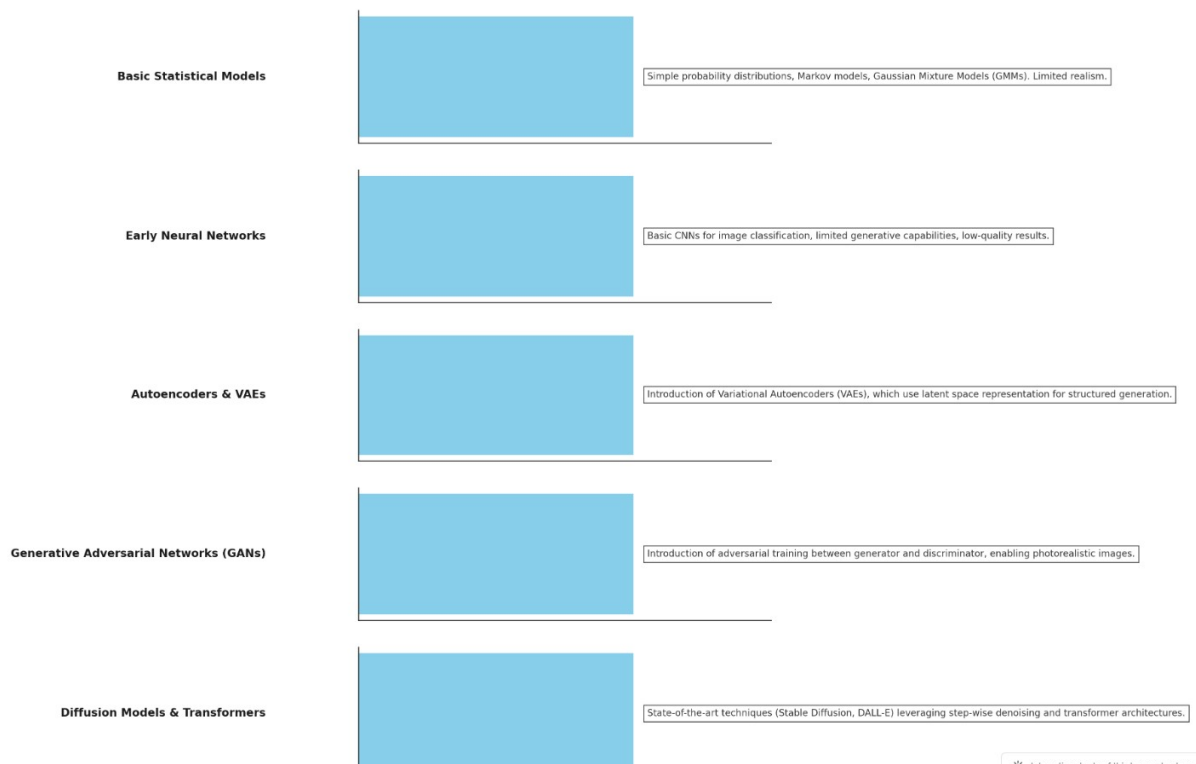 Basic Statistical Models
Simple probability distributions, Markov models, Gaussian Mixture Models (GMMs). Limited realism.
Early Neural Networks
Basic CNNs for image classification, limited generative capabilities, low-quality results.
Autoencoders & VAEs
Introduction of Variational Autoencoders (VAEs), which use latent space representation for structured generation.
Generative Adversarial Networks (GANs)
Introduction of adversarial training between generator and discriminator, enabling photorealistic images.
Diffusion Models & Transformers
State-of-the-art techniques (Stable Diffusion, DALL-E) leveraging step-wise denoising and transformer architectures.